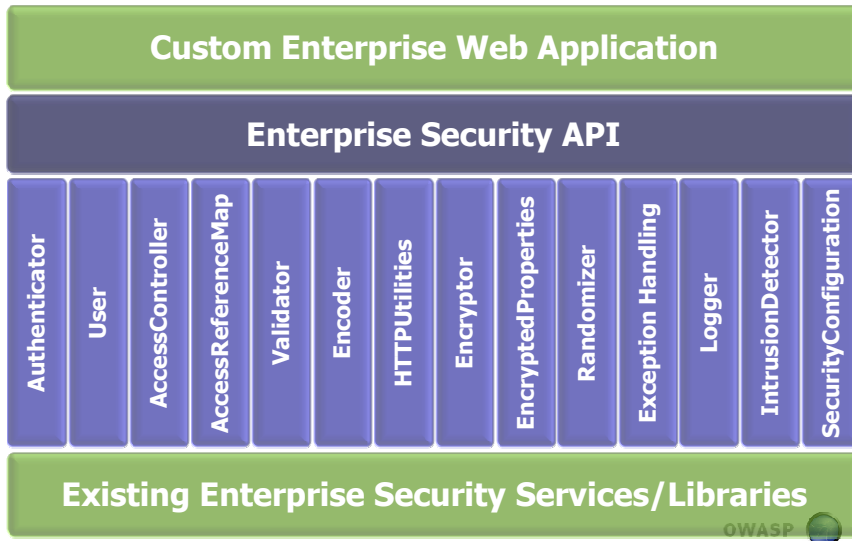 Custom Enterprise Web Application
Enterprise Security API
Authenticator
User
AccessController
AccessReferenceMap
Validator
Encoder
HTTPUtilities
Encryptor
EncryptedProperties
Randomizer
Exception Handling
Logger
IntrusionDetector
SecurityConfiguration
Existing Enterprise Security Services/Libraries
OWASP